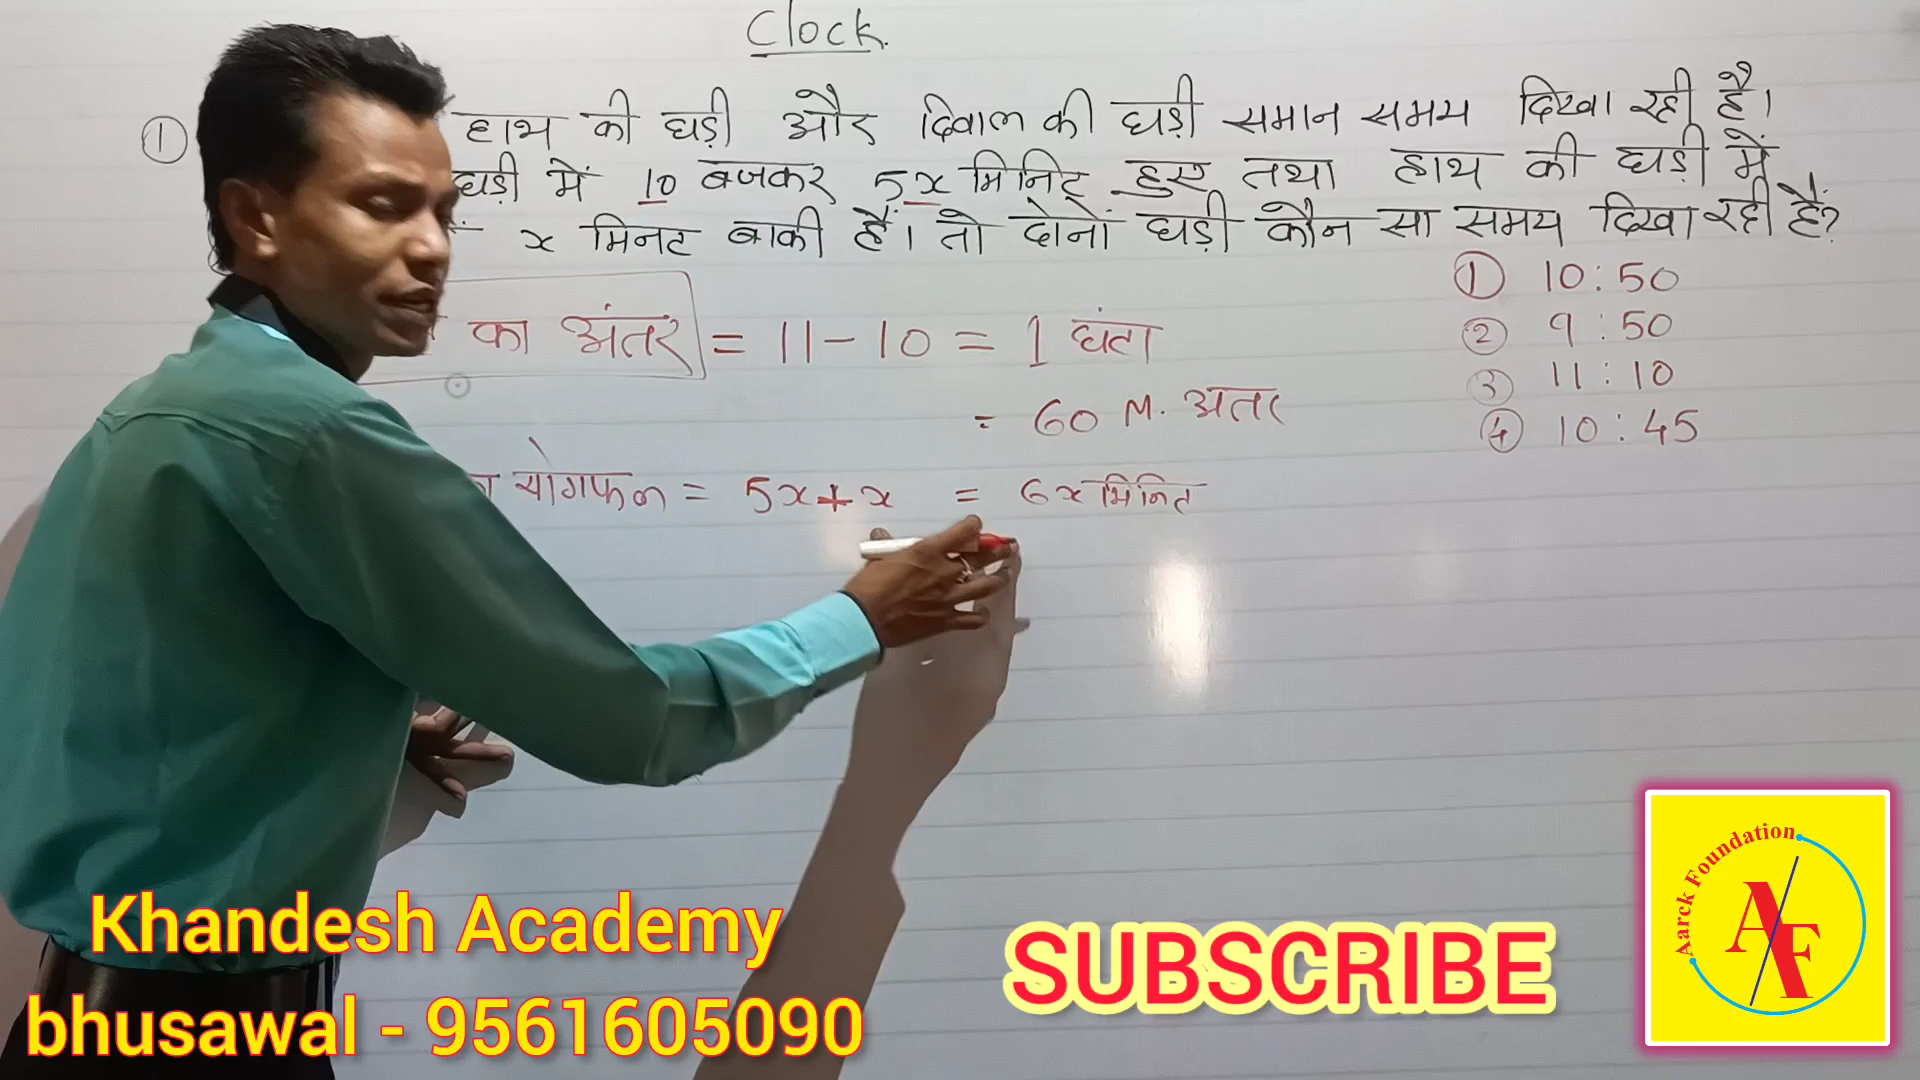 Clock.
① हाथ की घड़ी और दिवाल की घड़ी समान समय दिखा रही है।
घड़ी में 10 बजकर 5x मिनिट् हुए तथा हाथ की घड़ी में
x मिनट बाकी हैं। तो दोनों घड़ी कौन सा समय दिखा रही हैं?
① 10:50
② 9:50
③ 11:10
④ 10:45
का अंतर = 11-10 = 1 घंटा
= 60 M. अंतर
योगफल = 5x+x = 6x मिनिट
Khandesh Academy
bhusawal - 9561605090
SUBSCRIBE
Aarck Foundation
AF